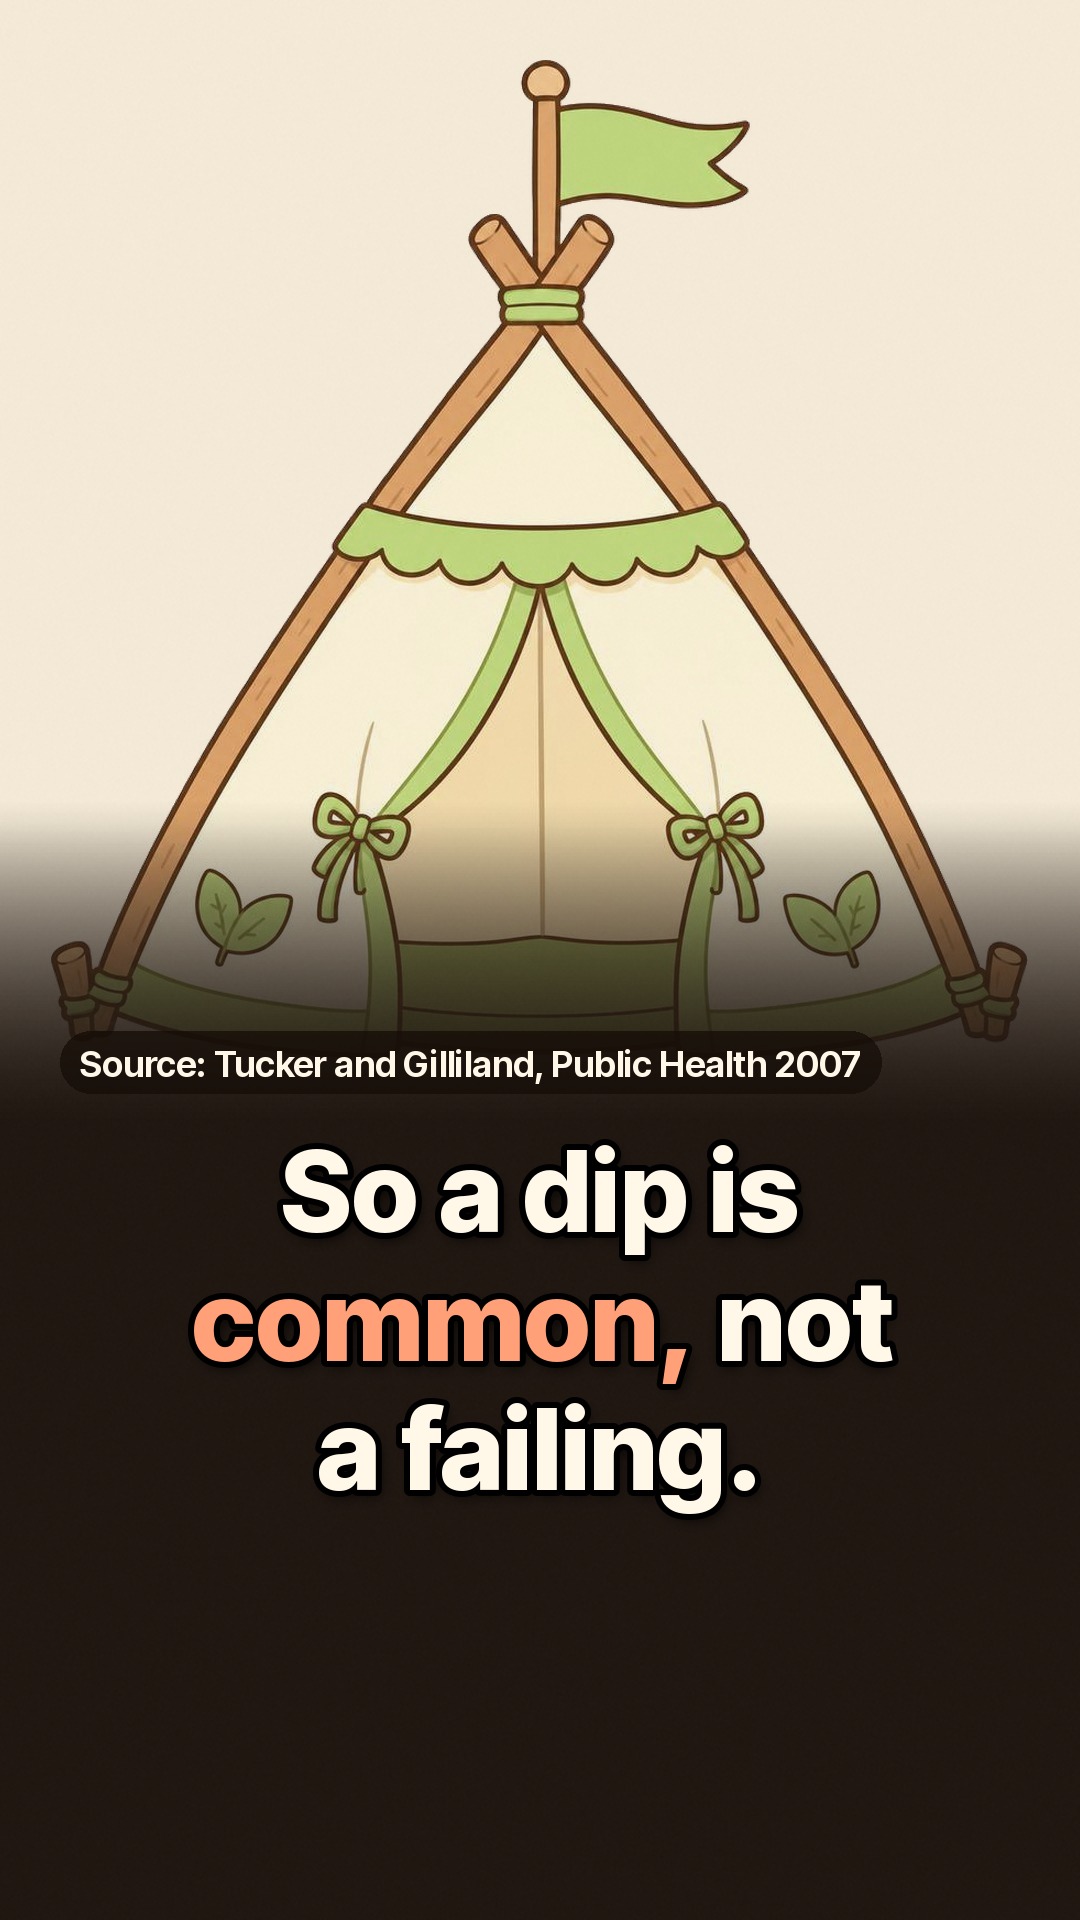 Source: Tucker and Gilliland, Public Health 2007
So a dip is
common, not
a failing.